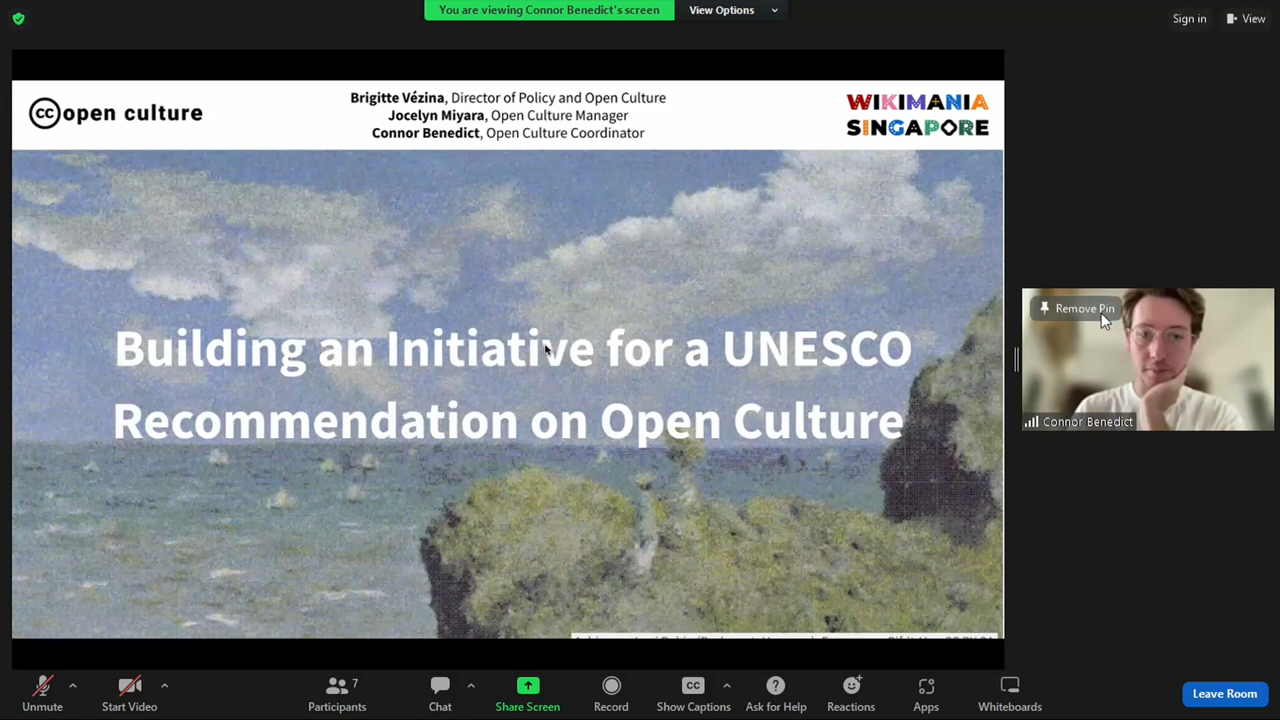 You are viewing Connor Benedict's screen
View Options
Sign in
View
cc open culture
Brigitte Vézina, Director of Policy and Open Culture
Jocelyn Miyara, Open Culture Manager
Connor Benedict, Open Culture Coordinator
WIKIMANIA
SINGAPORE
Building an Initiative for a UNESCO
Recommendation on Open Culture
Remove Pin
Connor Benedict
Unmute
Start Video
7
Participants
Chat
Share Screen
Record
CC
Show Captions
Ask for Help
Reactions
Apps
Whiteboards
Leave Room